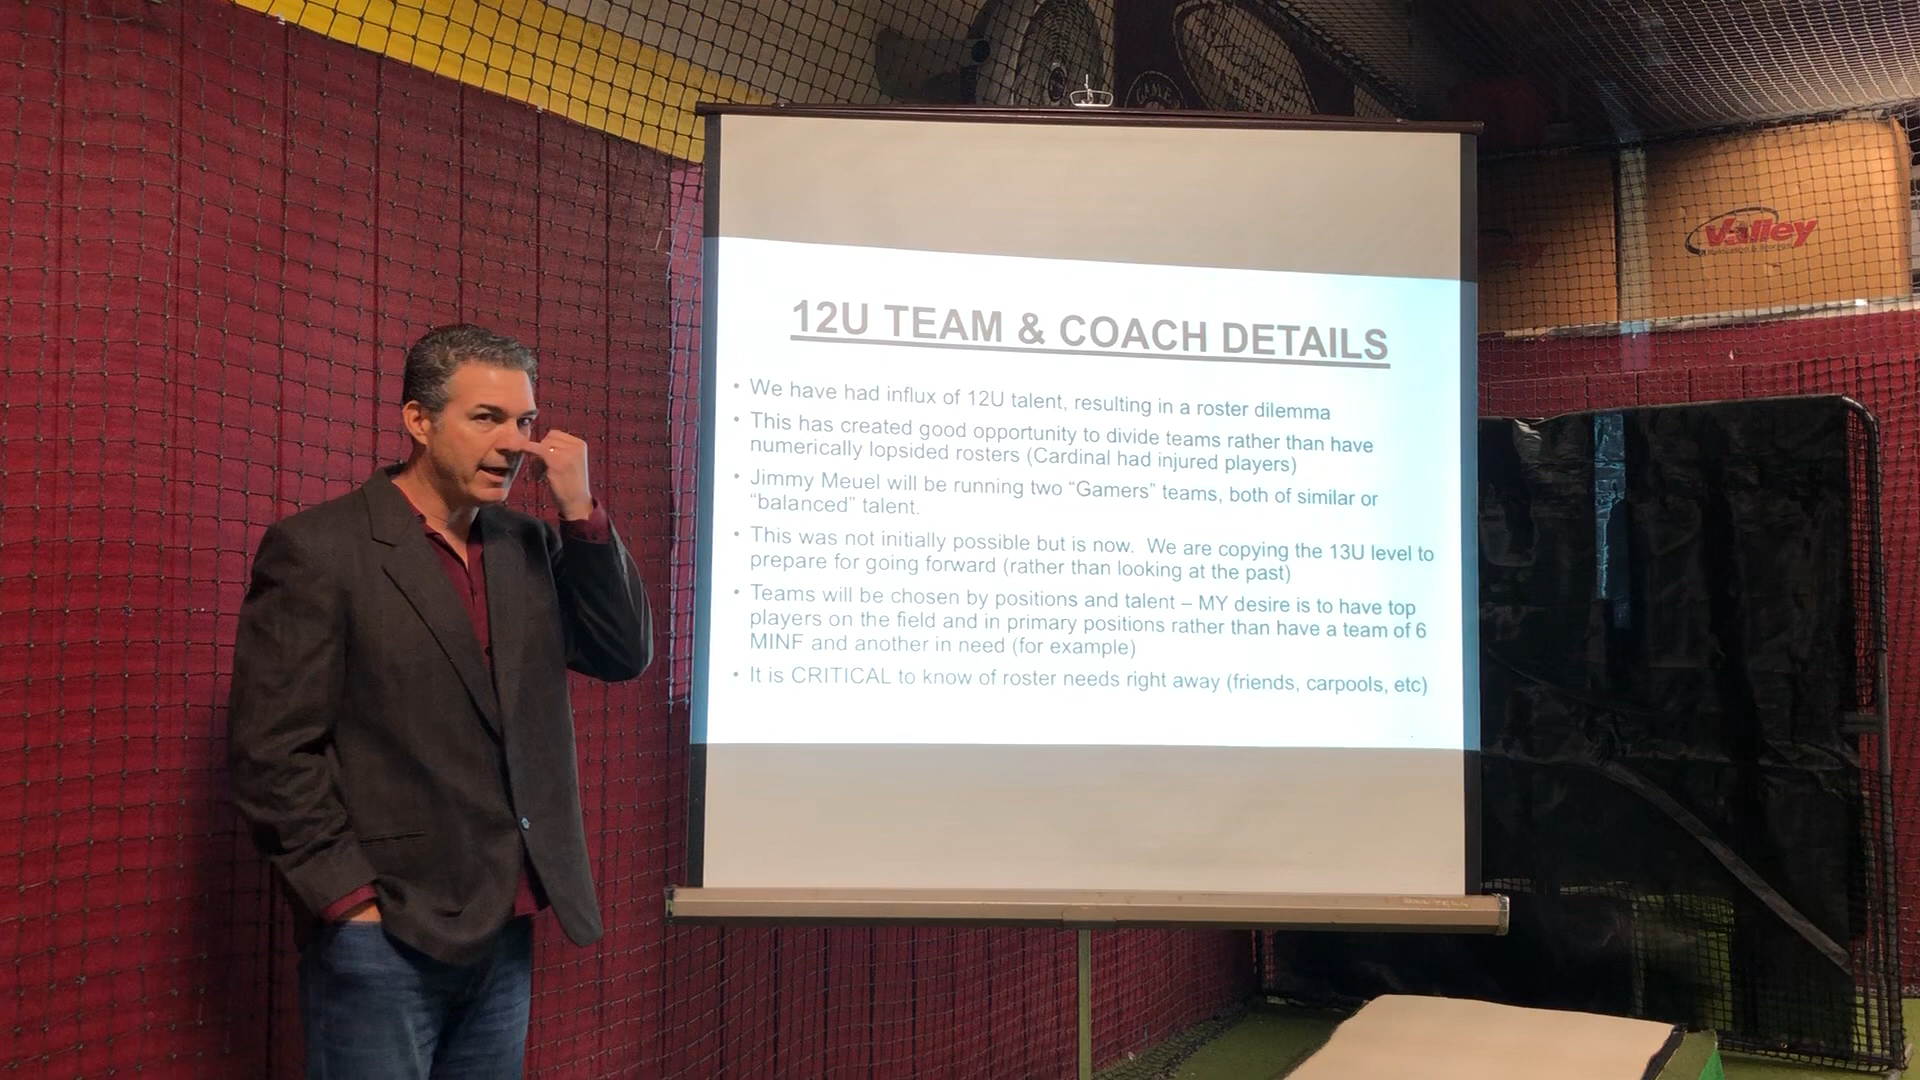 GAMERS
Valley
12U TEAM & COACH DETAILS
• We have had influx of 12U talent, resulting in a roster dilemma
• This has created good opportunity to divide teams rather than have
numerically lopsided rosters (Cardinal had injured players)
• Jimmy Meuel will be running two “Gamers” teams, both of similar or
“balanced” talent.
• This was not initially possible but is now. We are copying the 13U level to
prepare for going forward (rather than looking at the past)
• Teams will be chosen by positions and talent – MY desire is to have top
players on the field and in primary positions rather than have a team of 6
MINF and another in need (for example)
• It is CRITICAL to know of roster needs right away (friends, carpools, etc)